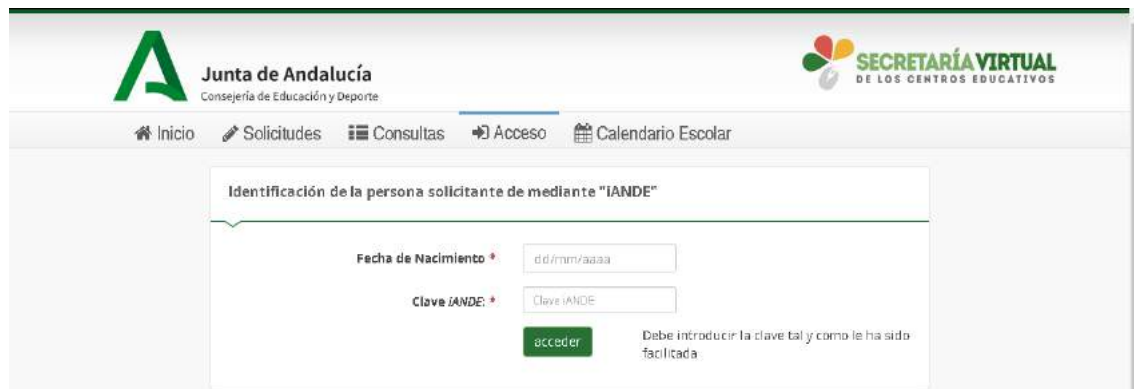 Junta de Andalucía
Consejería de Educación y Deporte
SECRETARÍA VIRTUAL
DE LOS CENTROS EDUCATIVOS
Inicio Solicitudes Consultas Acceso Calendario Escolar
Identificación de la persona solicitante de mediante "iANDE"
Fecha de Nacimiento * dd/mm/aaaa
Clave iANDE: * Clave iANDE
acceder
Debe introducir la clave tal y como le ha sido
facilitada